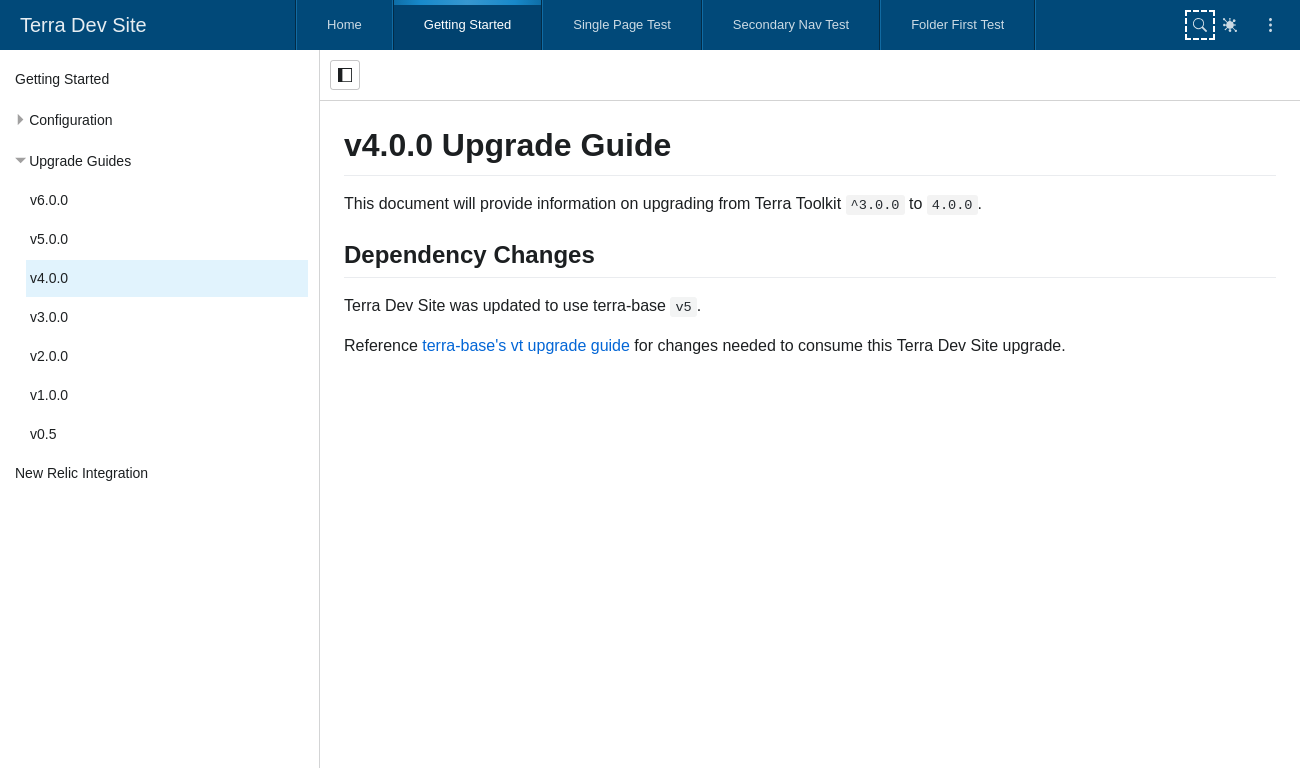 Terra Dev Site
Home
Getting Started
Single Page Test
Secondary Nav Test
Folder First Test
Getting Started
Configuration
Upgrade Guides
v6.0.0
v5.0.0
v4.0.0
v3.0.0
v2.0.0
v1.0.0
v0.5
New Relic Integration
v4.0.0 Upgrade Guide
This document will provide information on upgrading from Terra Toolkit ^3.0.0 to 4.0.0.
Dependency Changes
Terra Dev Site was updated to use terra-base v5.
Reference terra-base's vt upgrade guide for changes needed to consume this Terra Dev Site upgrade.